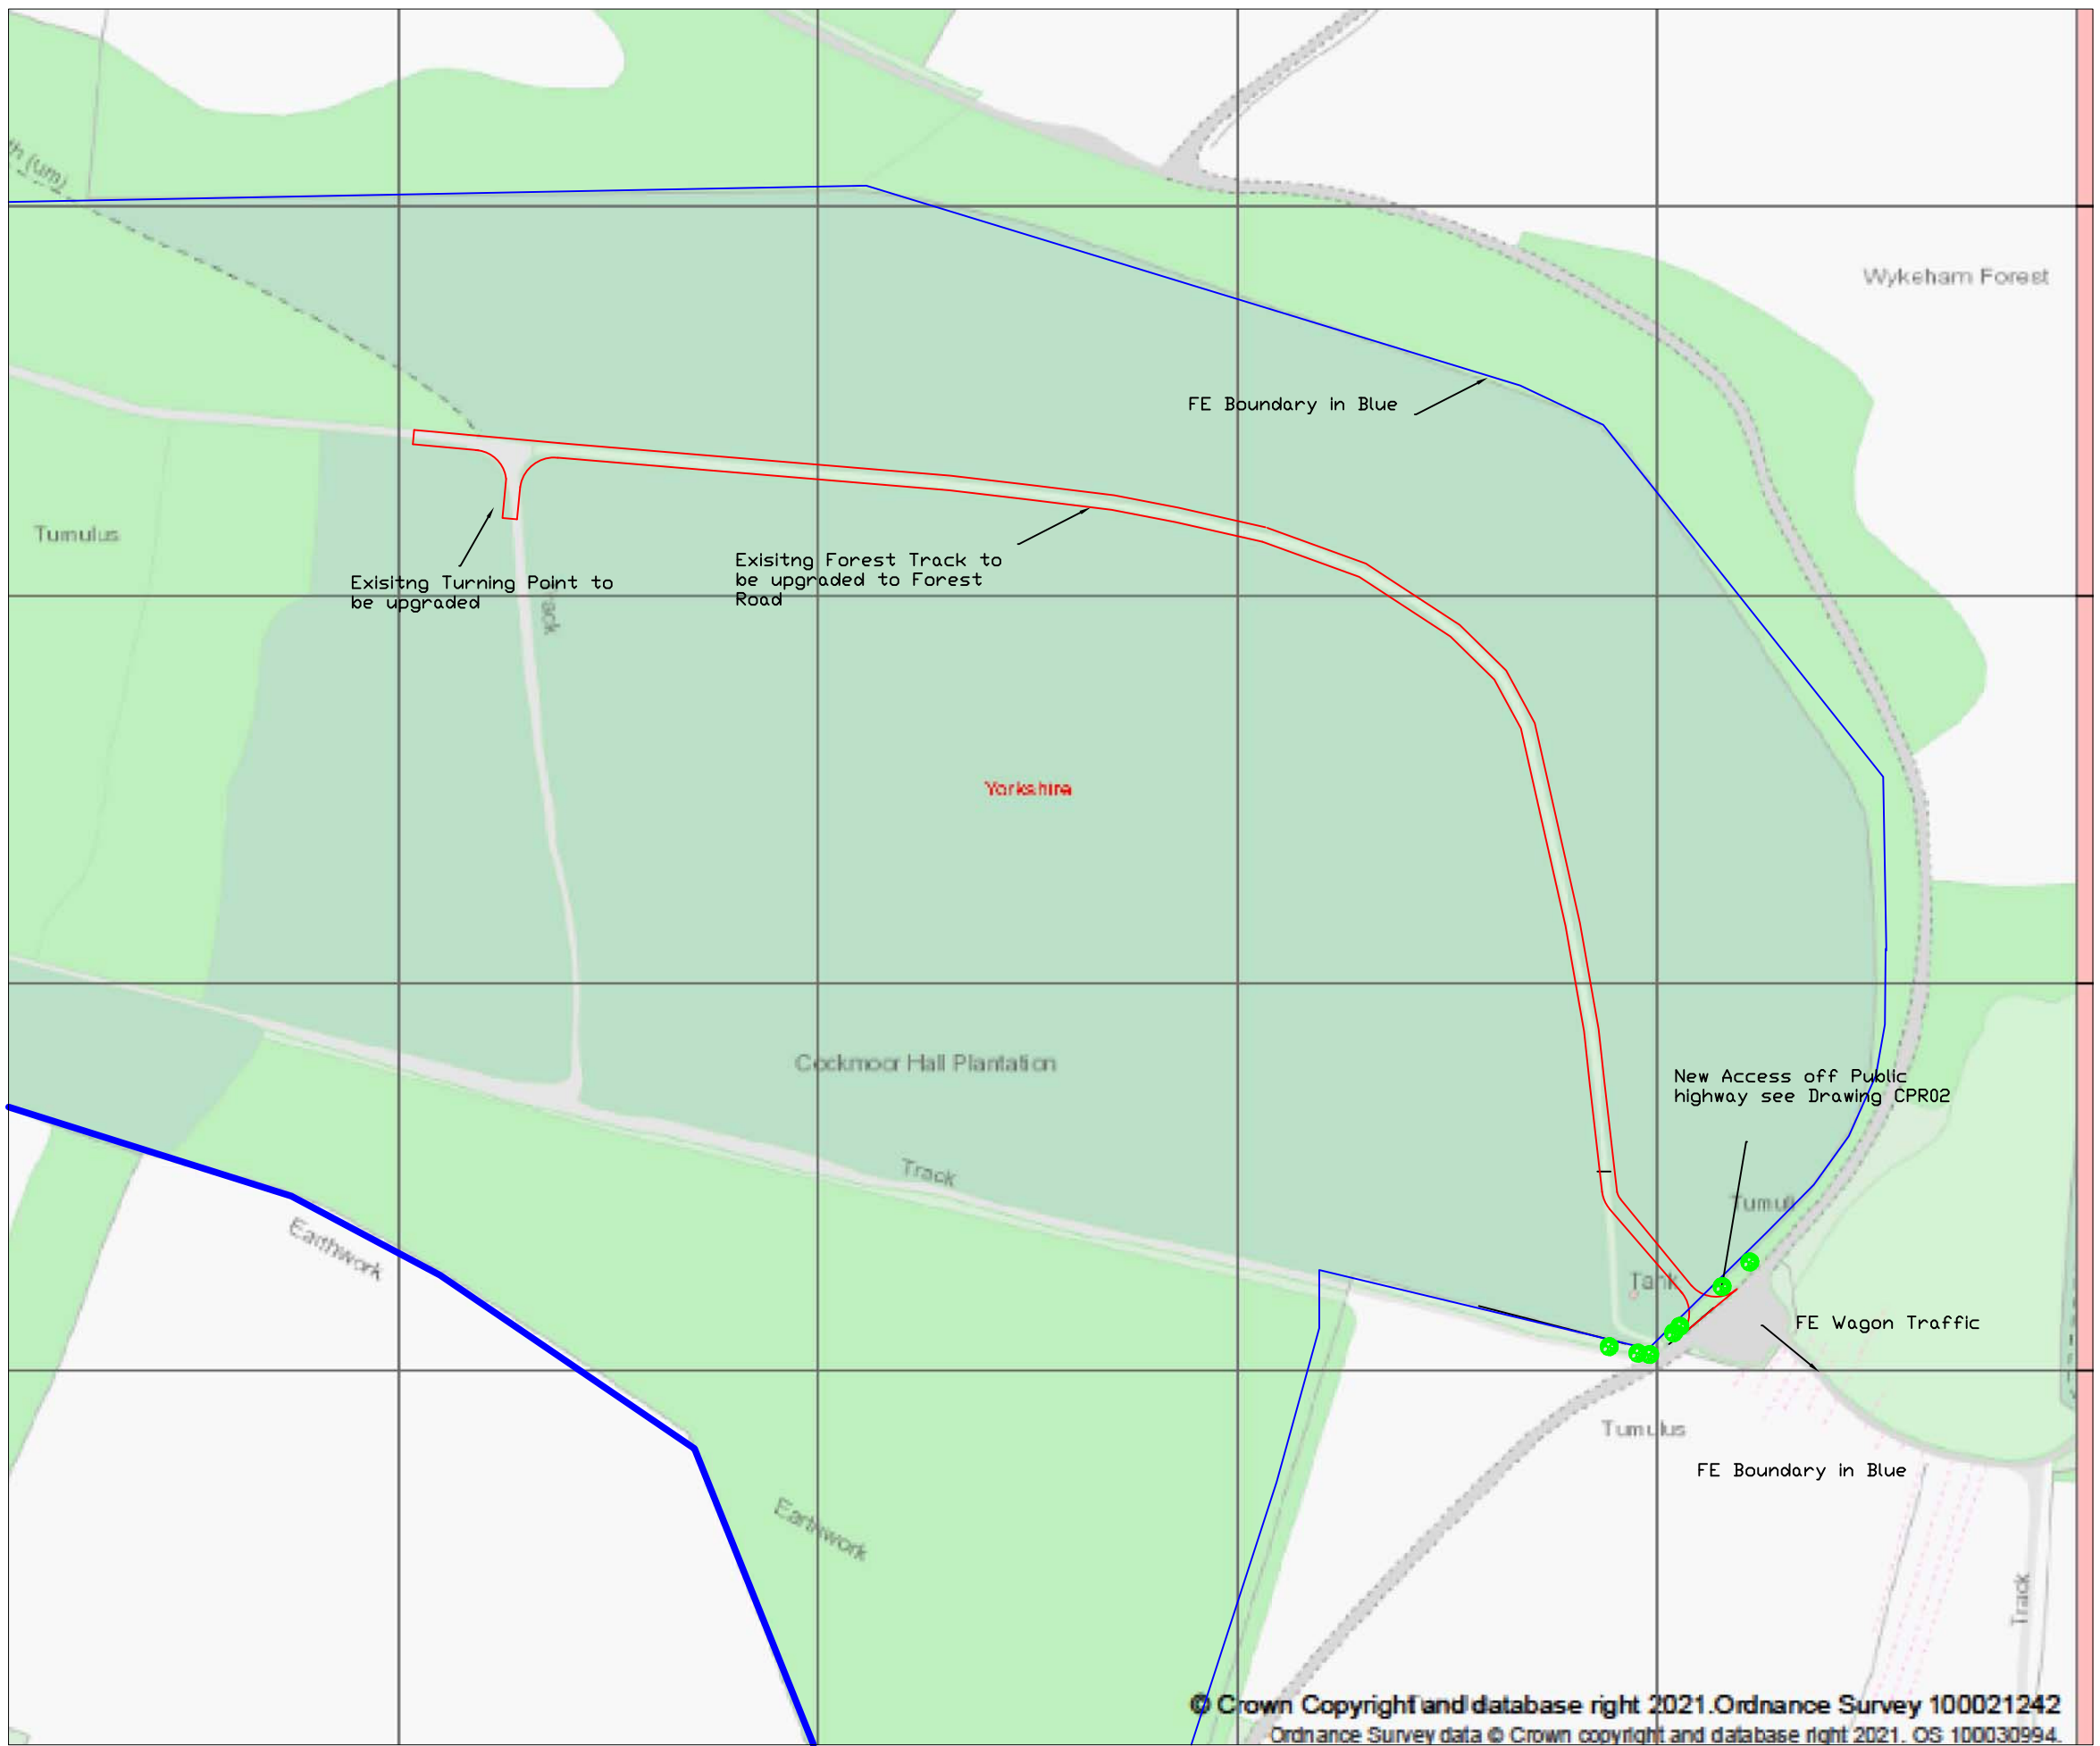 th (um)
Wykeham Forest
FE Boundary in Blue
Tumulus
Exisitng Turning Point to
be upgraded
Exisitng Forest Track to
be upgraded to Forest
Road
Yorkshire
Cockmoor Hall Plantation
New Access off Public
highway see Drawing CPR02
Track
Tumuli
Earthwork
Tank
FE Wagon Traffic
Tumulus
FE Boundary in Blue
Earthwork
Track
© Crown Copyright and database right 2021.Ordnance Survey 100021242
Ordnance Survey data © Crown copyright and database right 2021. OS 100030994.